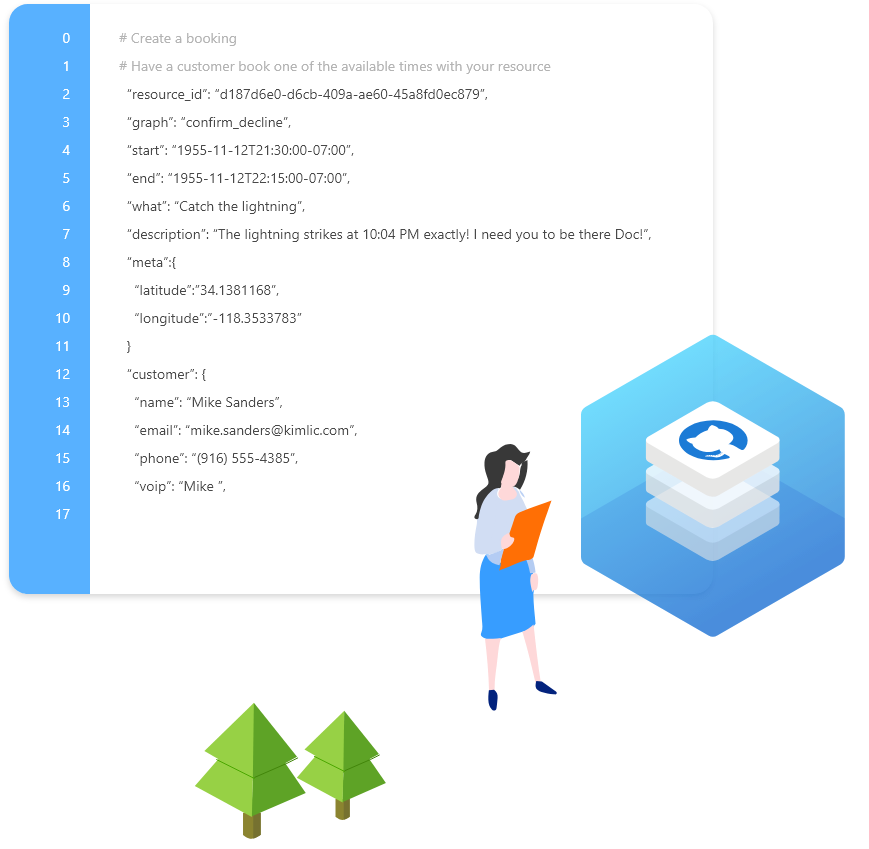 0 # Create a booking
1 # Have a customer book one of the available times with your resource
2 “resource_id”: “d187d6e0-d6cb-409a-ae60-45a8fd0ec879”,
3 “graph”: “confirm_decline”,
4 “start”: “1955-11-12T21:30:00-07:00”,
5 “end”: “1955-11-12T22:15:00-07:00”,
6 “what”: “Catch the lightning”,
7 “description”: “The lightning strikes at 10:04 PM exactly! I need you to be there Doc!”,
8 “meta”:{
9 “latitude”:”34.1381168”,
10 “longitude”:”-118.3533783”
11 }
12 “customer”: {
13 “name”: “Mike Sanders”,
14 “email”: “mike.sanders@kimlic.com”,
15 “phone”: “(916) 555-4385”,
16 “voip”: “Mike ”,
17